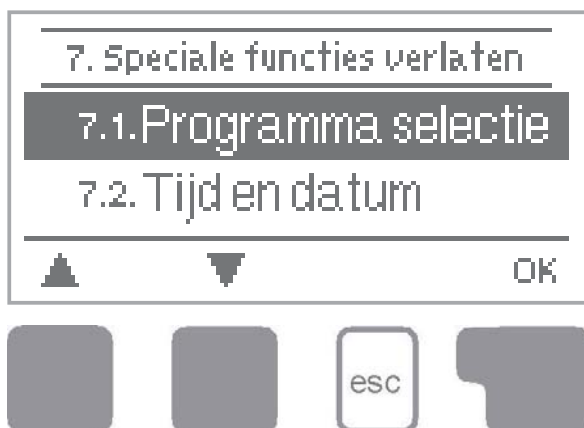 7. Speciale functies verlaten
7.1. Programma selectie
7.2. Tijd en datum
OK
esc